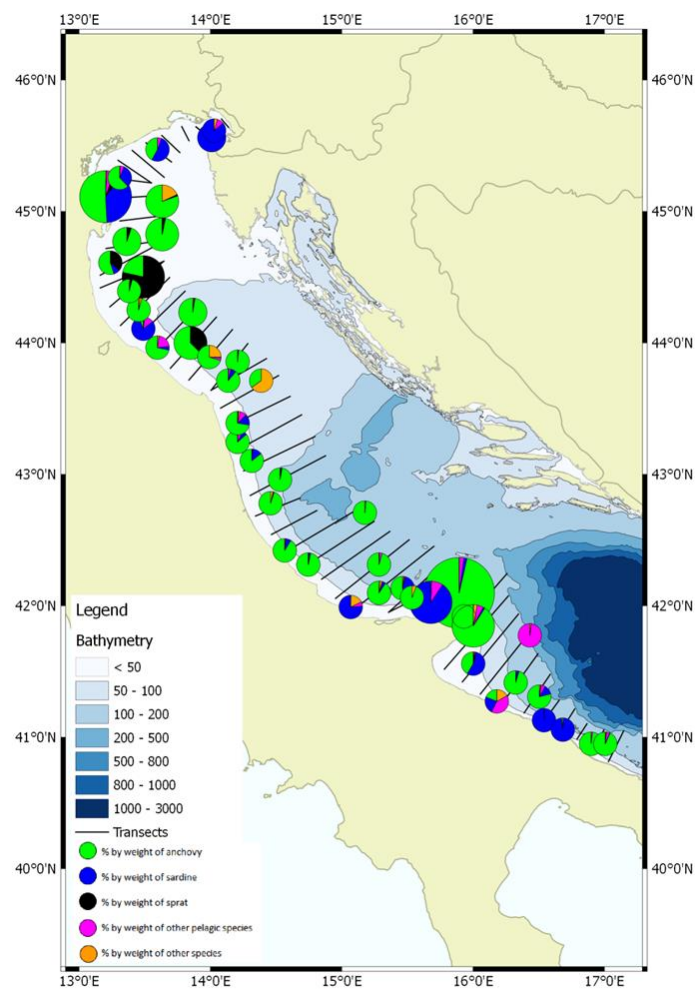 13°0'E 14°0'E 15°0'E 16°0'E 17°0'E
46°0'N 46°0'N
45°0'N 45°0'N
44°0'N 44°0'N
43°0'N 43°0'N
42°0'N 42°0'N
41°0'N 41°0'N
40°0'N 40°0'N
Legend
Bathymetry
< 50
50 - 100
100 - 200
200 - 500
500 - 800
800 - 1000
1000 - 3000
Transects
% by weight of anchovy
% by weight of sardine
% by weight of sprat
% by weight of other pelagic species
% by weight of other species
13°0'E 14°0'E 15°0'E 16°0'E 17°0'E